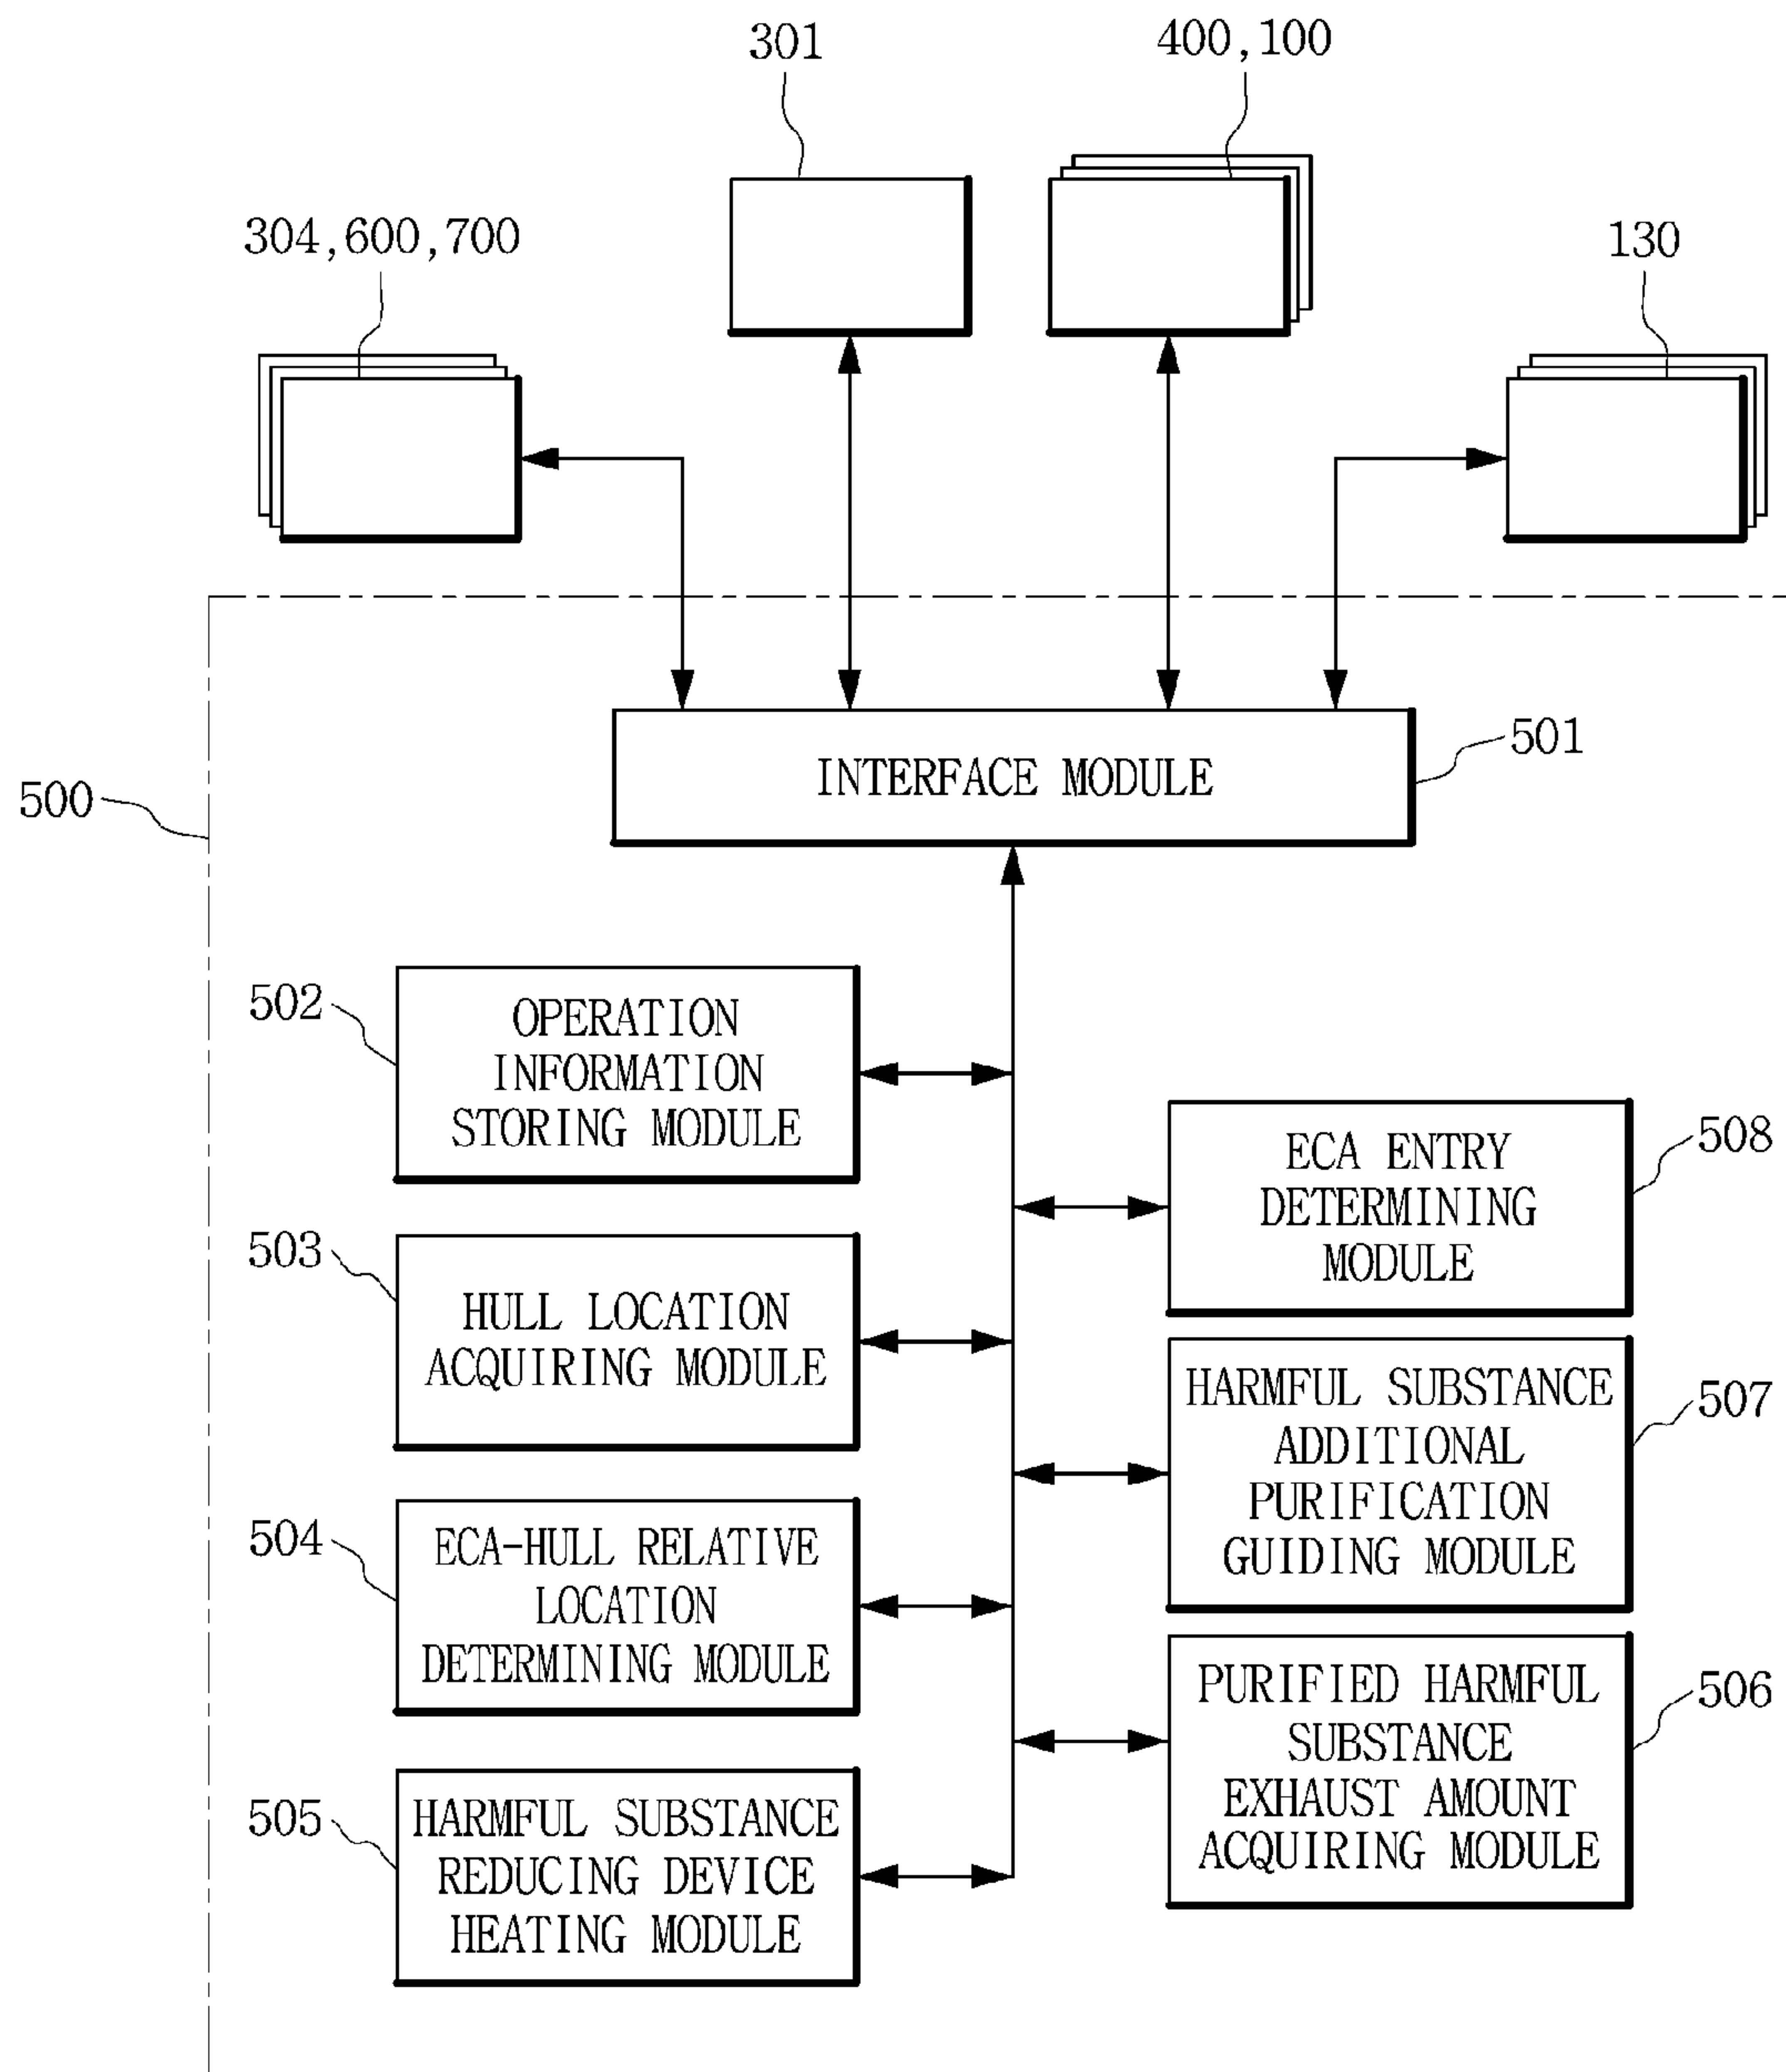 301
400,100
304,600,700
130
500
INTERFACE MODULE
501
502
OPERATION
INFORMATION
STORING MODULE
503
HULL LOCATION
ACQUIRING MODULE
504
ECA-HULL RELATIVE
LOCATION
DETERMINING MODULE
505
HARMFUL SUBSTANCE
REDUCING DEVICE
HEATING MODULE
ECA ENTRY
DETERMINING
MODULE
508
HARMFUL SUBSTANCE
ADDITIONAL
PURIFICATION
GUIDING MODULE
507
PURIFIED HARMFUL
SUBSTANCE
EXHAUST AMOUNT
ACQUIRING MODULE
506